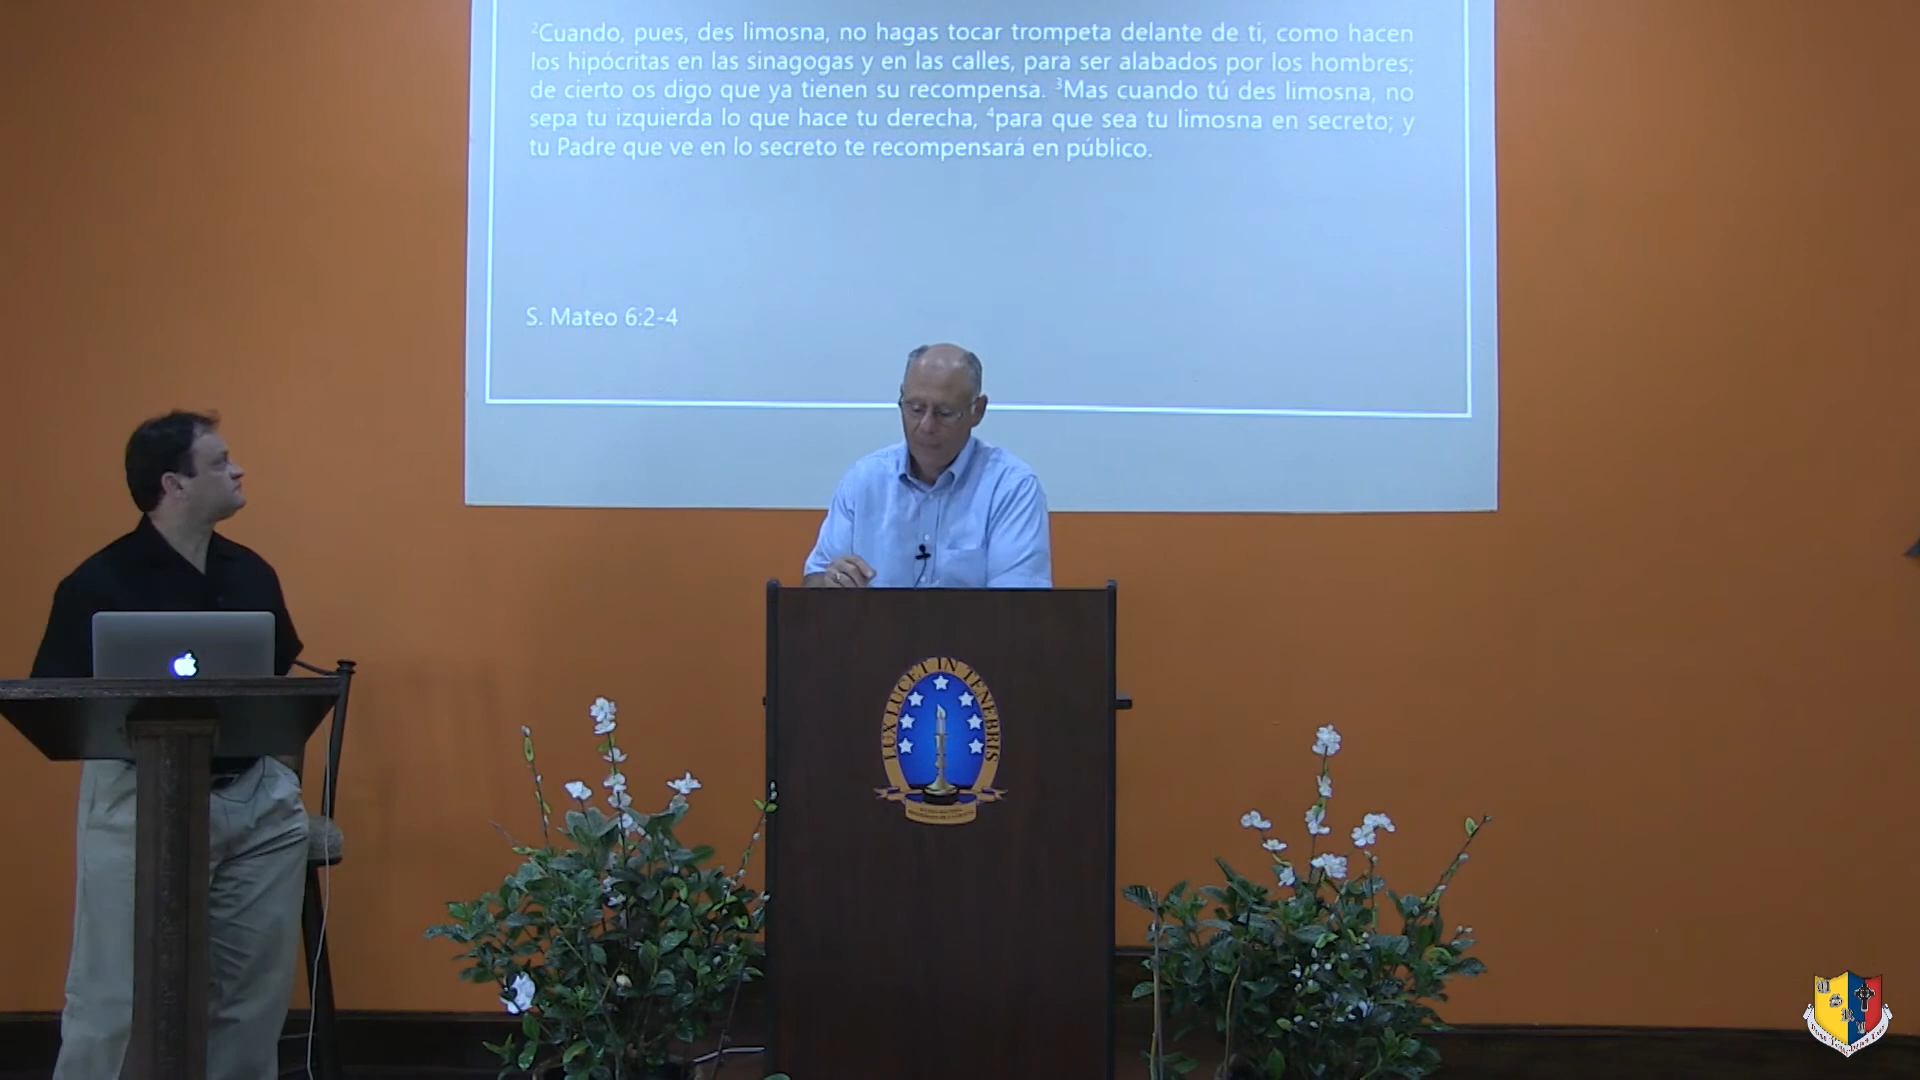 ²Cuando, pues, des limosna, no hagas tocar trompeta delante de ti, como hacen
los hipócritas en las sinagogas y en las calles, para ser alabados por los hombres;
de cierto os digo que ya tienen su recompensa. ³Mas cuando tú des limosna, no
sepa tu izquierda lo que hace tu derecha, ⁴para que sea tu limosna en secreto; y
tu Padre que ve en lo secreto te recompensará en público.
S. Mateo 6:2-4
LUX LUCET IN TENEBRIS